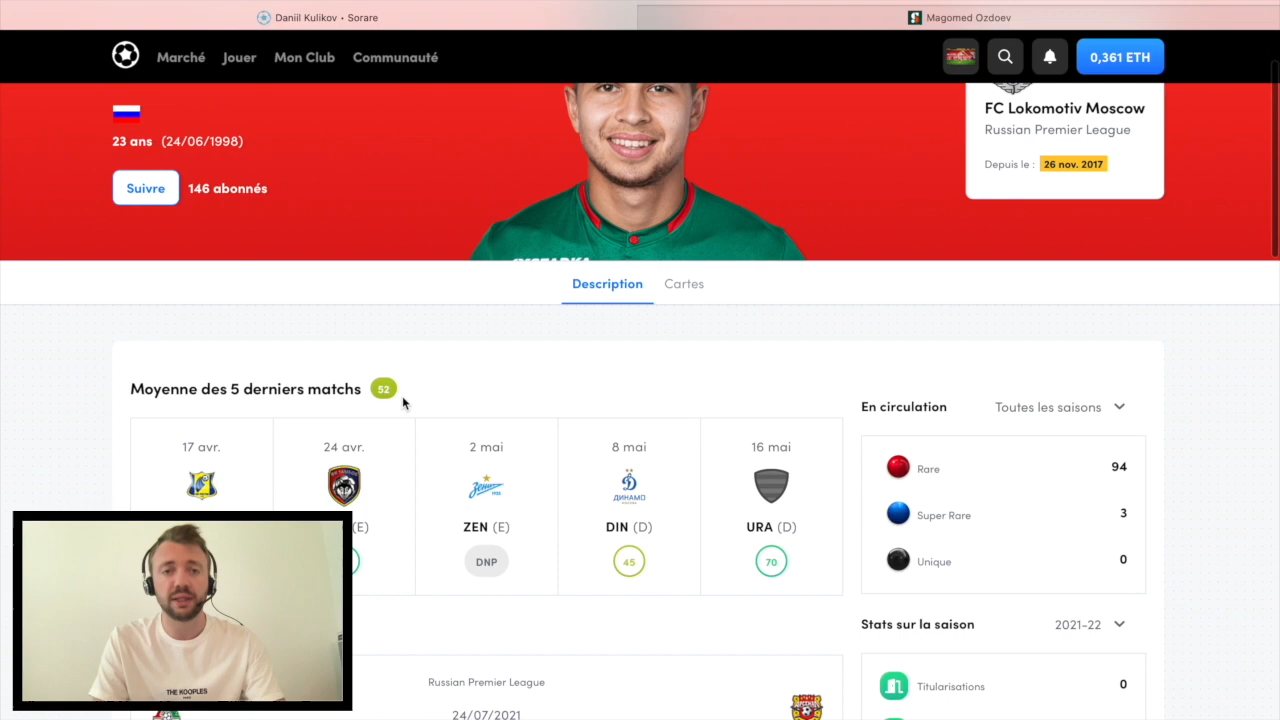 Daniil Kulikov • Sorare
Magomed Ozdoev
Marché Jouer Mon Club Communauté
0,361 ETH
FC Lokomotiv Moscow
Russian Premier League
Depuis le : 26 nov. 2017
23 ans (24/06/1998)
Suivre 146 abonnés
Description Cartes
Moyenne des 5 derniers matchs 52
En circulation Toutes les saisons
17 avr. 24 avr. 2 mai 8 mai 16 mai
ДИНАМО
(E) ZEN (E) DIN (D) URA (D)
DNP 45 70
Rare 94
Super Rare 3
Unique 0
Stats sur la saison 2021-22
Russian Premier League
24/07/2021
Titularisations 0
THE KOOPLES